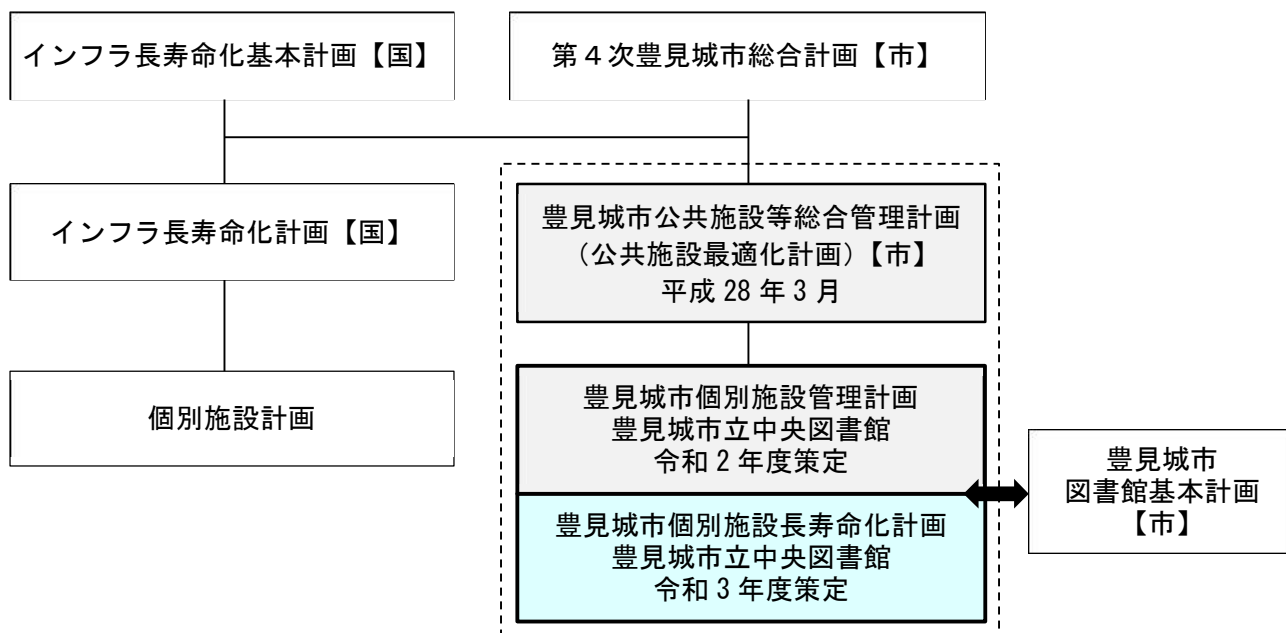 インフラ長寿命化基本計画【国】
第4次豊見城市総合計画【市】
インフラ長寿命化計画【国】
豊見城市公共施設等総合管理計画
(公共施設最適化計画)【市】
平成 28 年 3 月
個別施設計画
豊見城市個別施設管理計画
豊見城市立中央図書館
令和 2 年度策定
豊見城市個別施設長寿命化計画
豊見城市立中央図書館
令和 3 年度策定
豊見城市
図書館基本計画
【市】